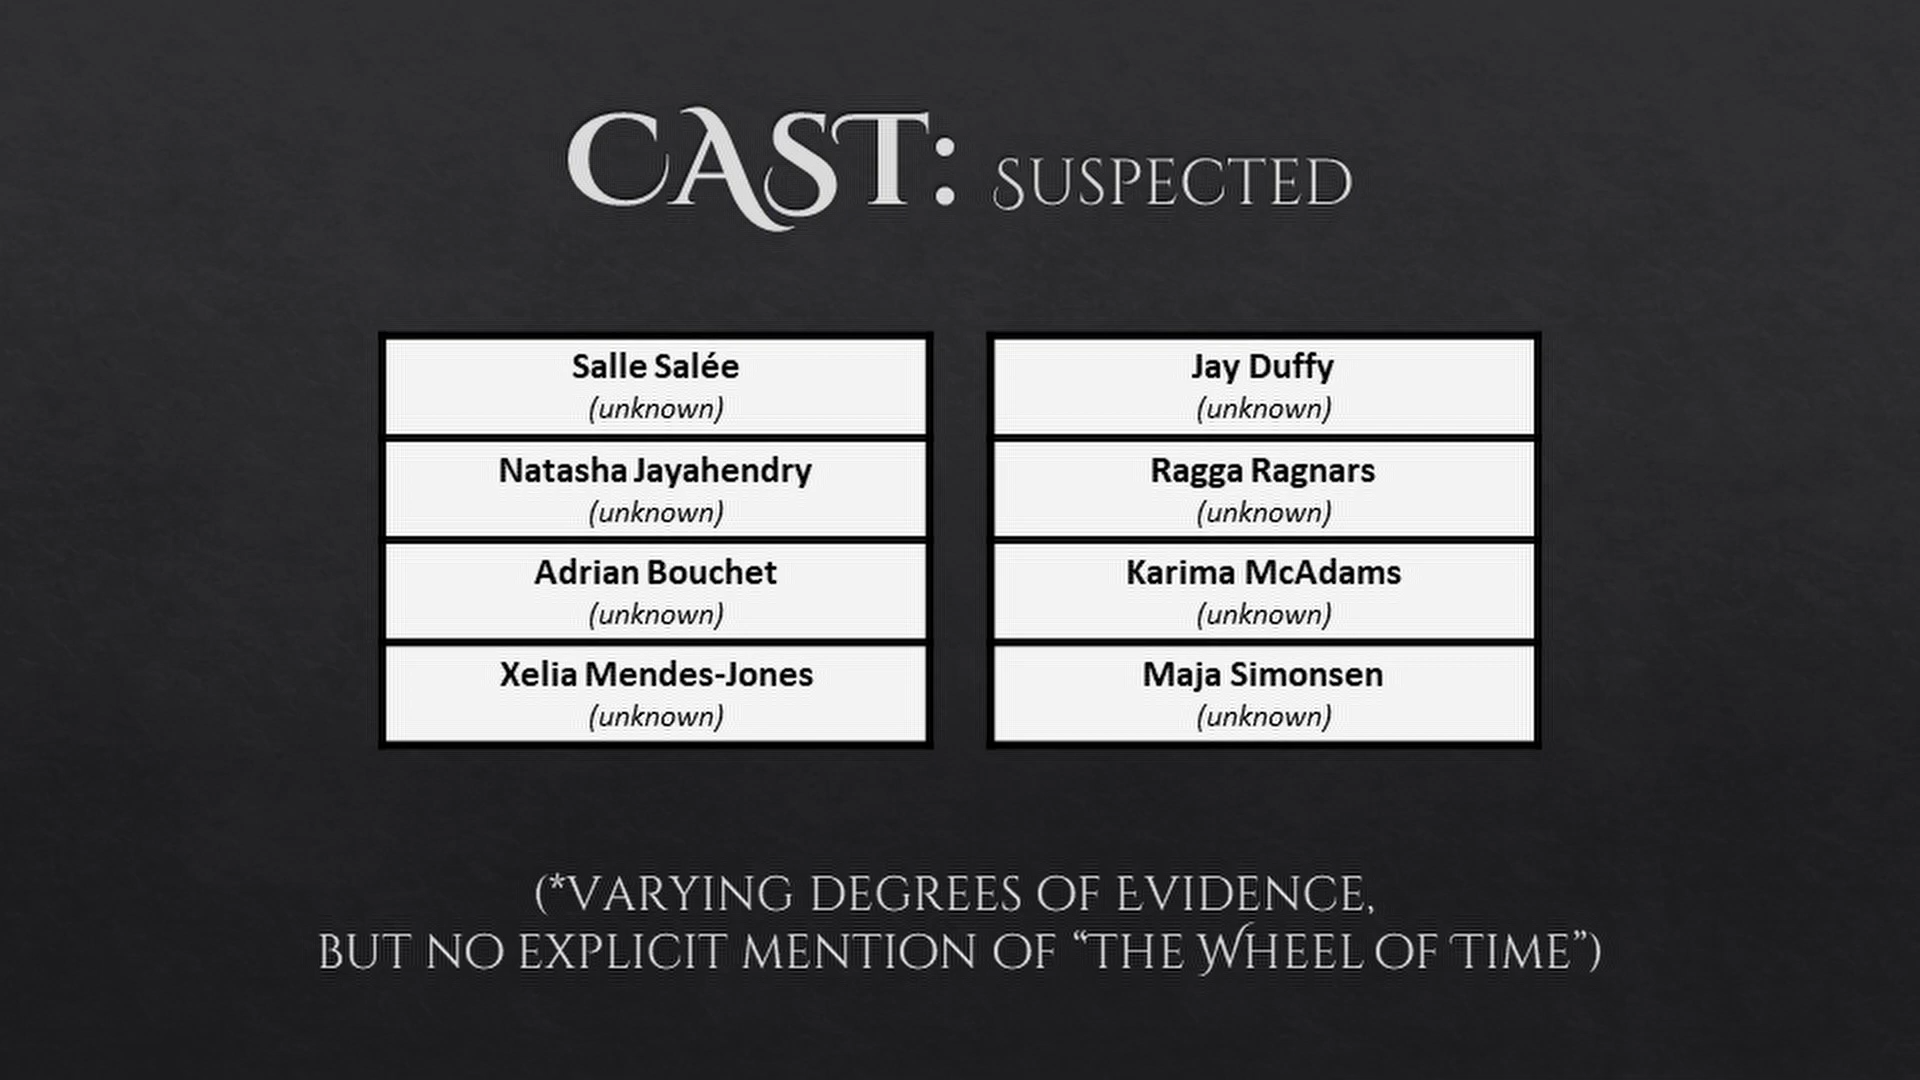 CAST: SUSPECTED
Salle Salée
(unknown)
Natasha Jayahendry
(unknown)
Adrian Bouchet
(unknown)
Xelia Mendes-Jones
(unknown)
Jay Duffy
(unknown)
Ragga Ragnars
(unknown)
Karima McAdams
(unknown)
Maja Simonsen
(unknown)
(*VARYING DEGREES OF EVIDENCE,
BUT NO EXPLICIT MENTION OF “THE WHEEL OF TIME”)